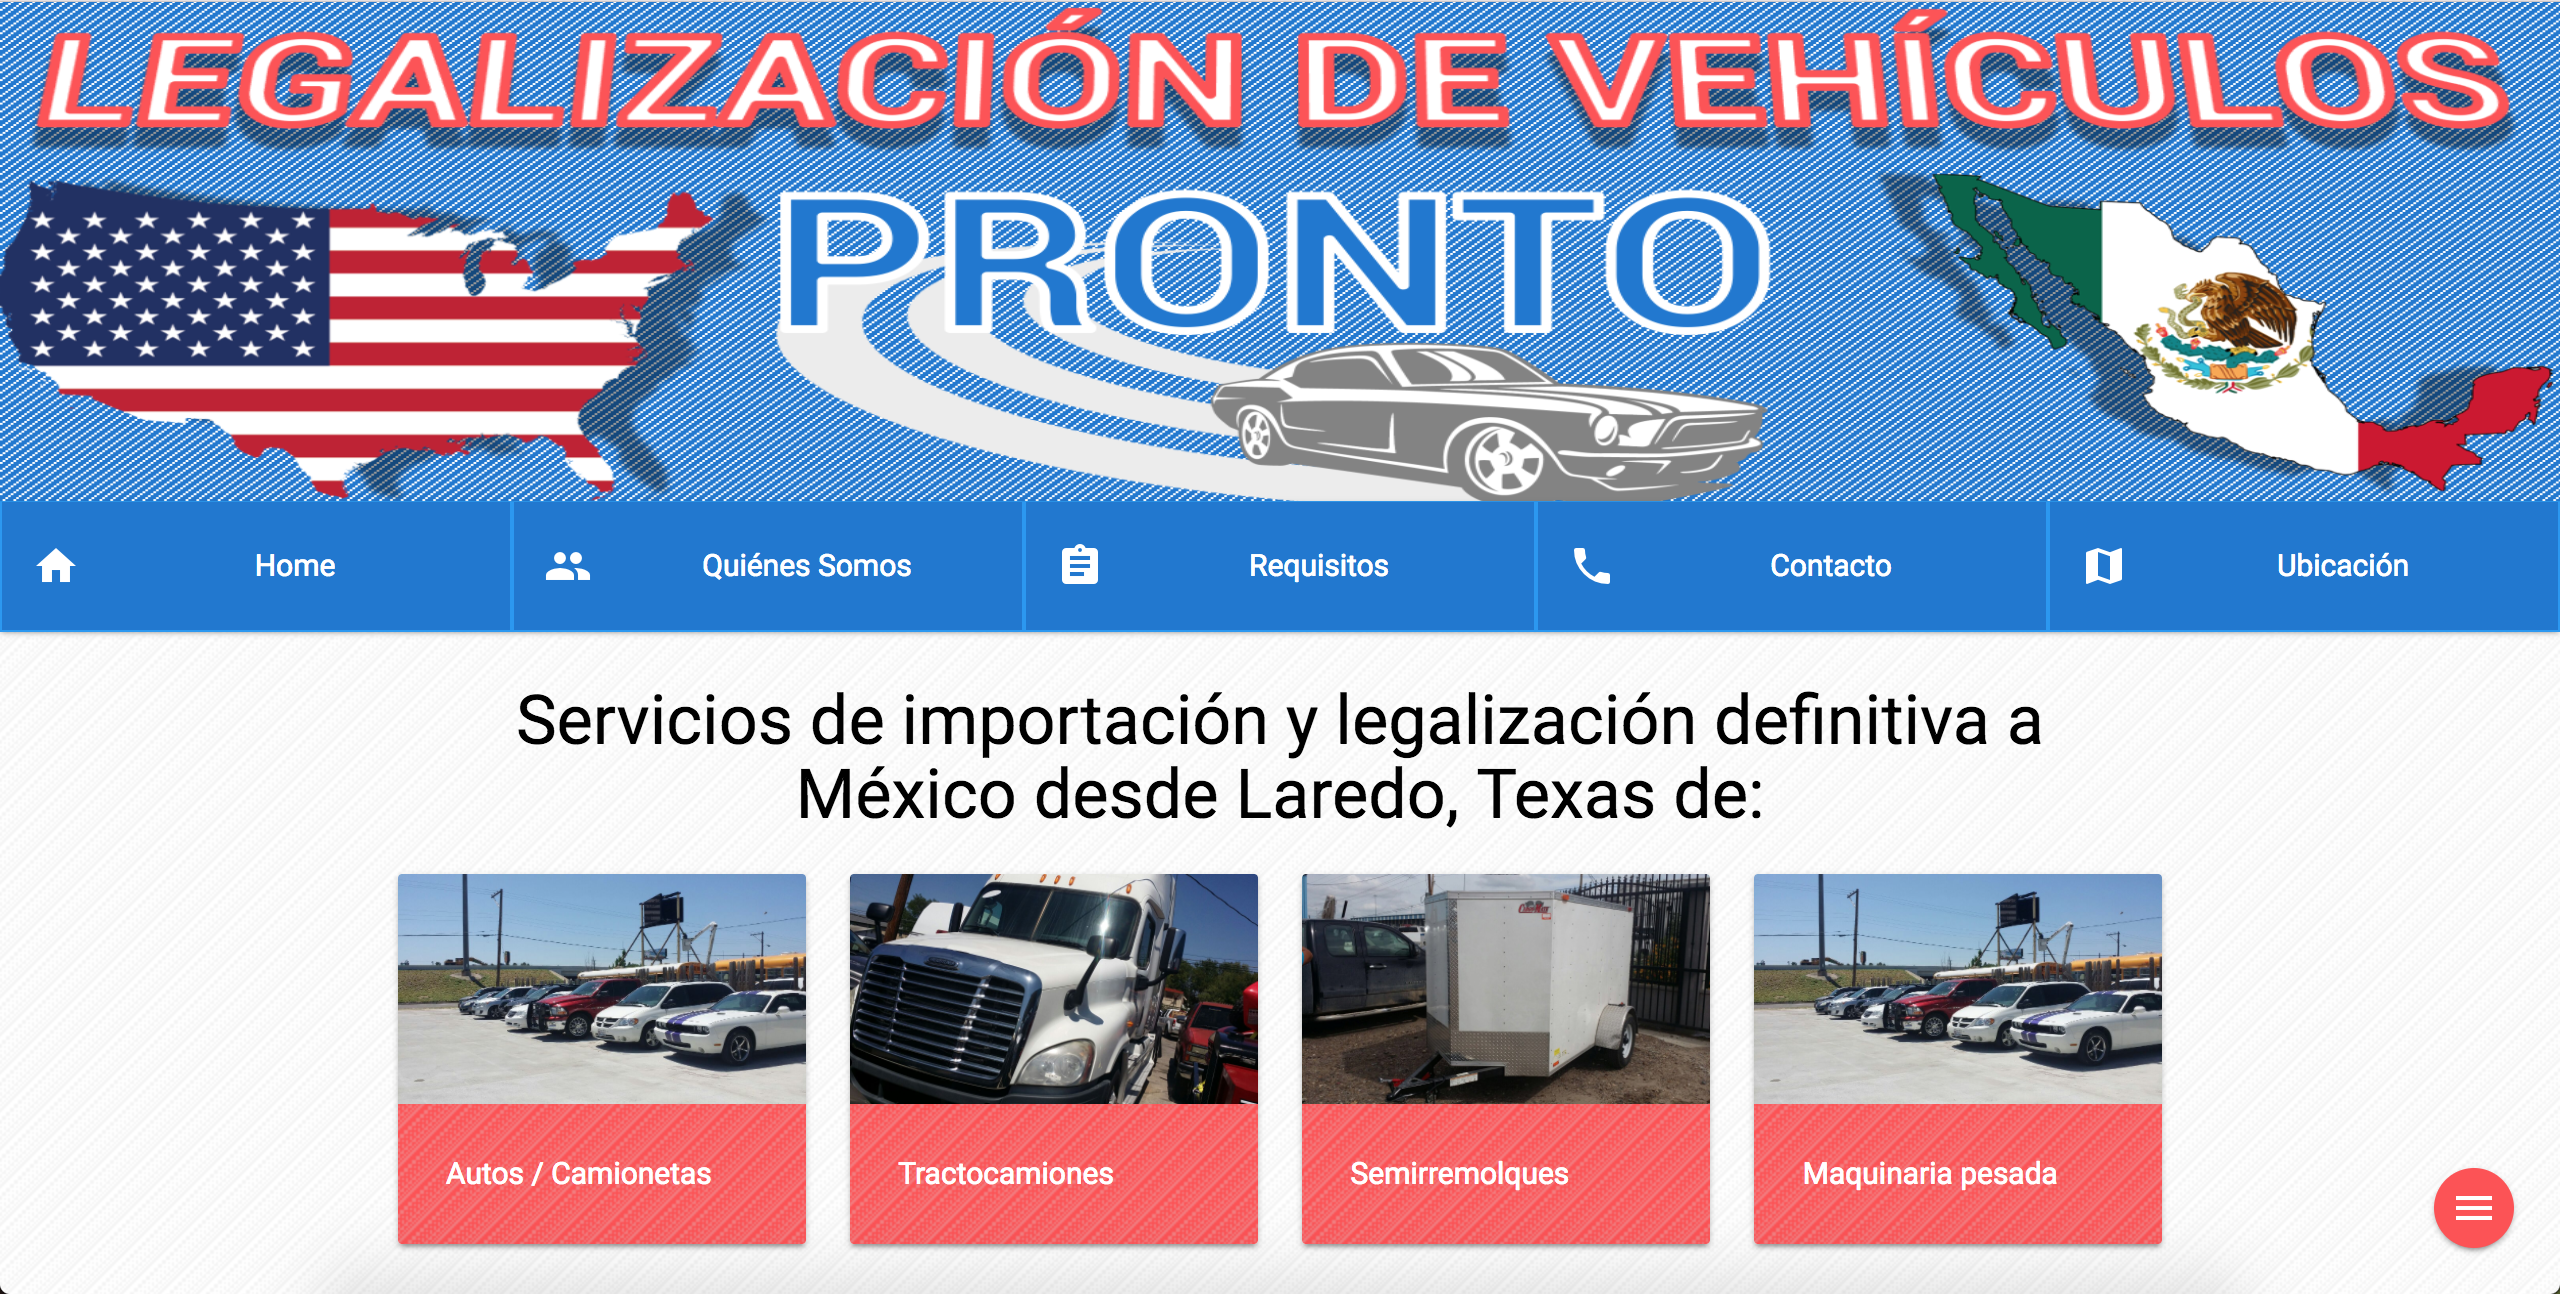 LEGALIZACIÓN DE VEHÍCULOS
PRONTO
Home
Quiénes Somos
Requisitos
Contacto
Ubicación
Servicios de importación y legalización definitiva a
México desde Laredo, Texas de:
Autos / Camionetas
Tractocamiones
Semirremolques
Maquinaria pesada